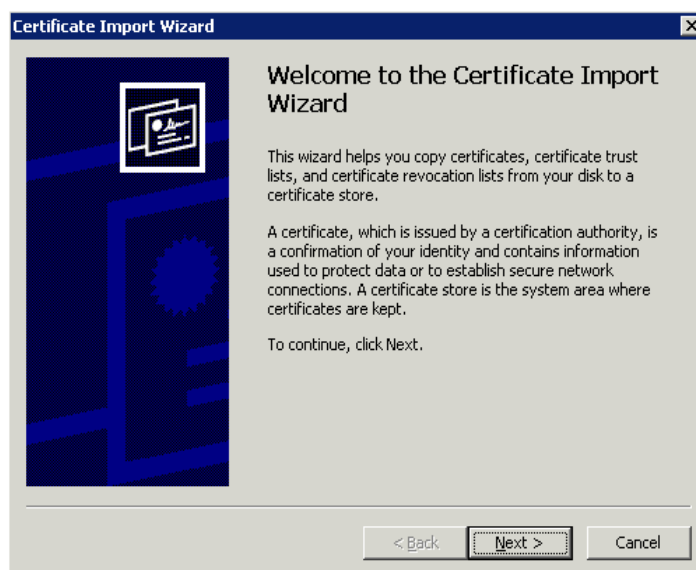 Certificate Import Wizard
Welcome to the Certificate Import
Wizard
This wizard helps you copy certificates, certificate trust
lists, and certificate revocation lists from your disk to a
certificate store.
A certificate, which is issued by a certification authority, is
a confirmation of your identity and contains information
used to protect data or to establish secure network
connections. A certificate store is the system area where
certificates are kept.
To continue, click Next.
< Back Next > Cancel